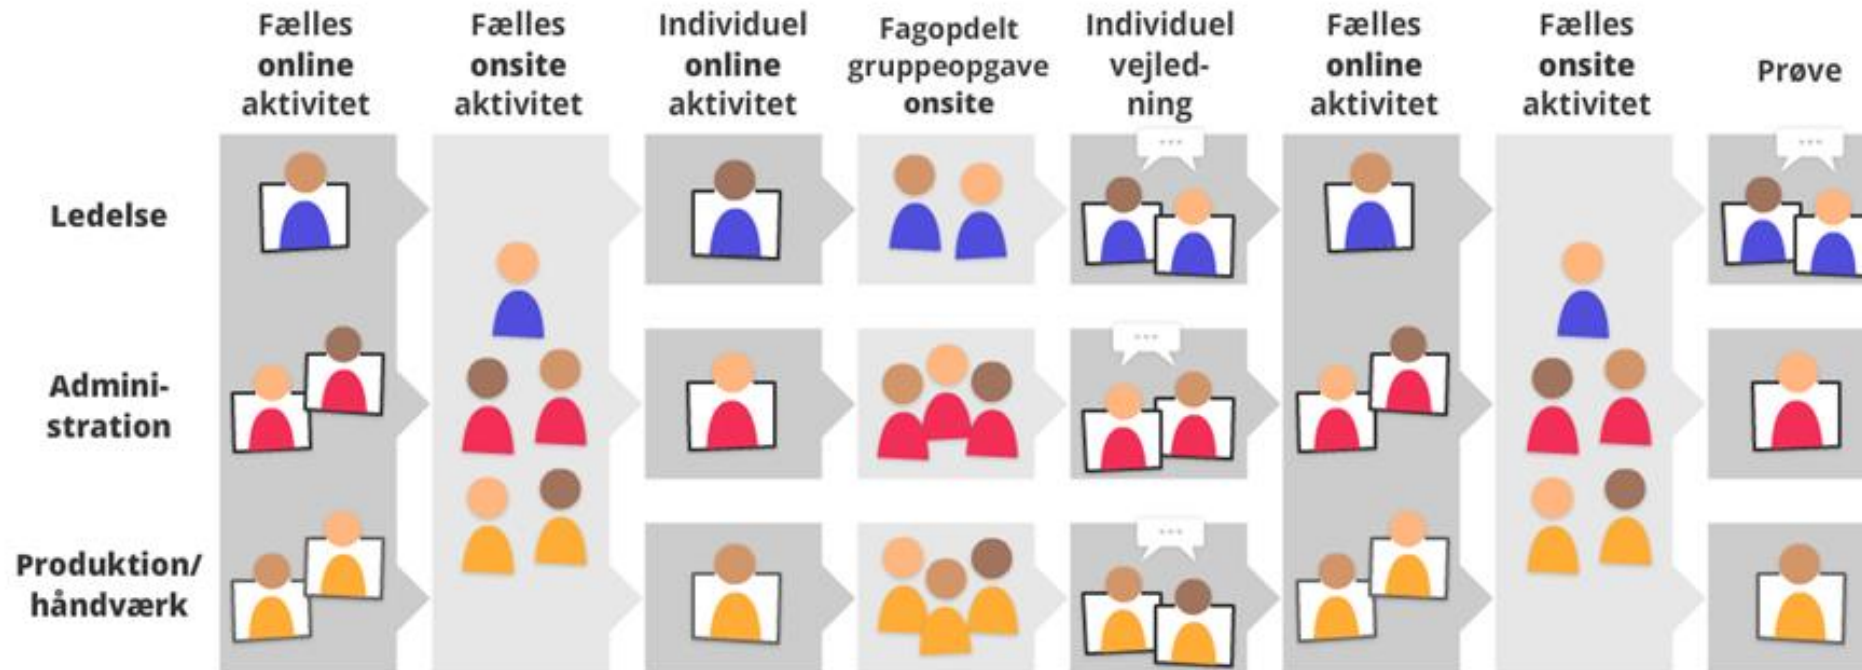 Fælles
online
aktivitet
Fælles
onsite
aktivitet
Individuel
online
aktivitet
Fagopdelt
gruppeopgave
onsite
Individuel
vejled-
ning
Fælles
online
aktivitet
Fælles
onsite
aktivitet
Prøve
...
...
Ledelse
...
Admini-
stration
...
Produktion/
håndværk